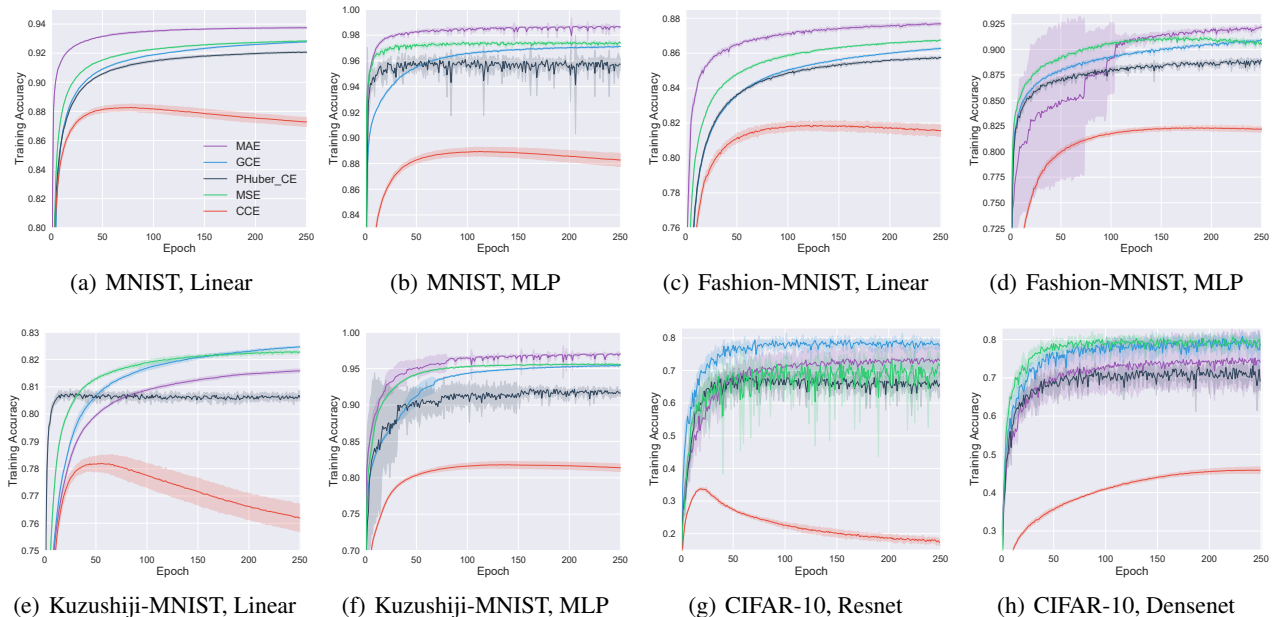 0.94
0.92
0.90
0.88
0.86
0.84
0.82
0.80
Training Accuracy
MAE
GCE
PHuber_CE
MSE
CCE
0 50 100 150 200 250
Epoch
(a) MNIST, Linear
1.00
0.98
0.96
0.94
0.92
0.90
0.88
0.86
0.84
Training Accuracy
0 50 100 150 200 250
Epoch
(b) MNIST, MLP
0.88
0.86
0.84
0.82
0.80
0.78
0.76
Training Accuracy
0 50 100 150 200 250
Epoch
(c) Fashion-MNIST, Linear
0.925
0.900
0.875
0.850
0.825
0.800
0.775
0.750
0.725
Training Accuracy
0 50 100 150 200 250
Epoch
(d) Fashion-MNIST, MLP
0.83
0.82
0.81
0.80
0.79
0.78
0.77
0.76
0.75
Training Accuracy
0 50 100 150 200 250
Epoch
(e) Kuzushiji-MNIST, Linear
1.00
0.95
0.90
0.85
0.80
0.75
0.70
Training Accuracy
0 50 100 150 200 250
Epoch
(f) Kuzushiji-MNIST, MLP
0.8
0.7
0.6
0.5
0.4
0.3
0.2
Training Accuracy
0 50 100 150 200 250
Epoch
(g) CIFAR-10, Resnet
0.8
0.7
0.6
0.5
0.4
0.3
Training Accuracy
0 50 100 150 200 250
Epoch
(h) CIFAR-10, Densenet